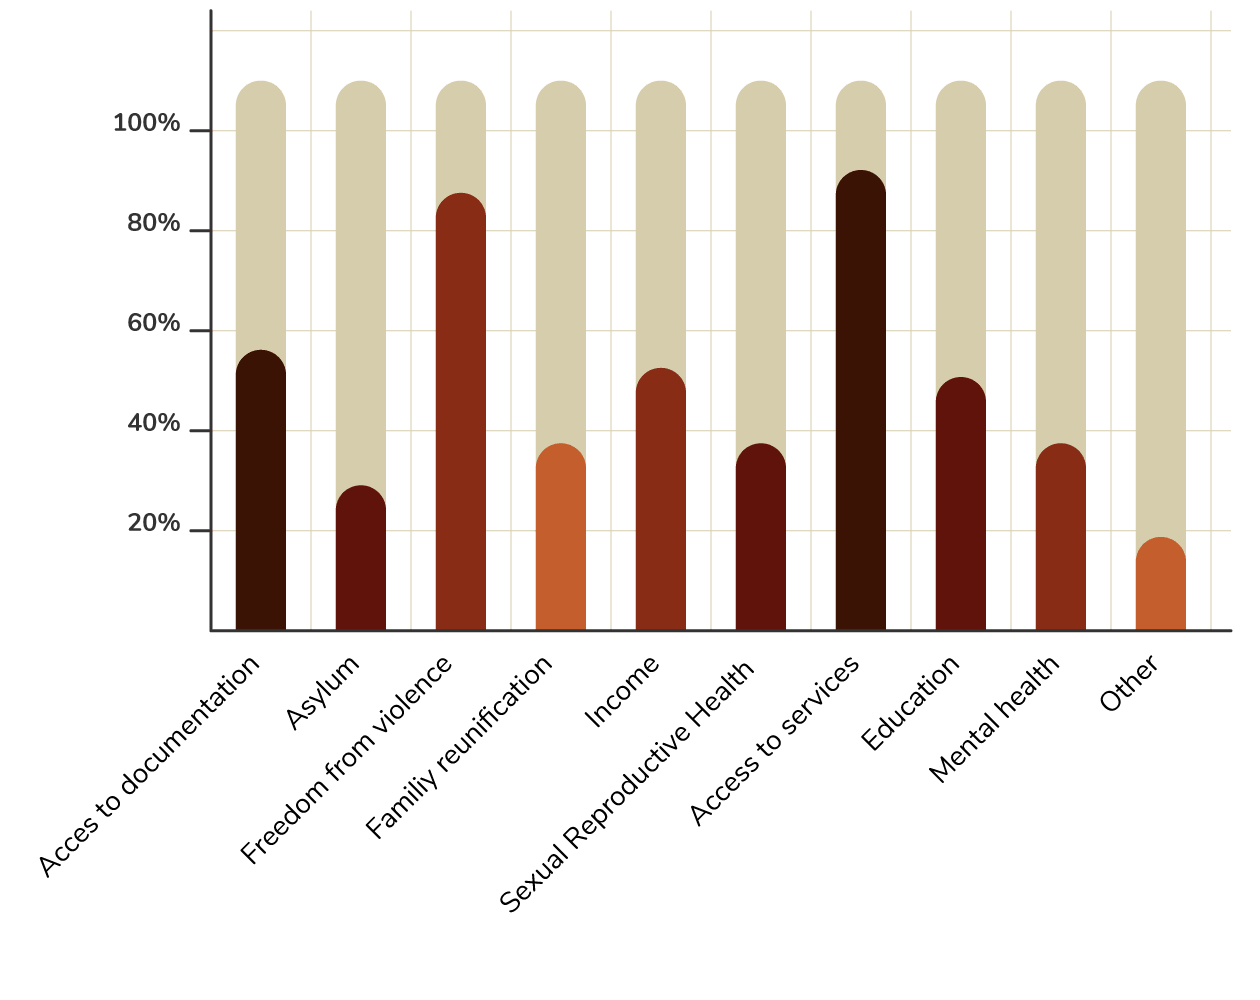 100%
80%
60%
40%
20%
Acces to documentation
Asylum
Freedom from violence
Familiy reunification
Income
Sexual Reproductive Health
Access to services
Education
Mental health
Other